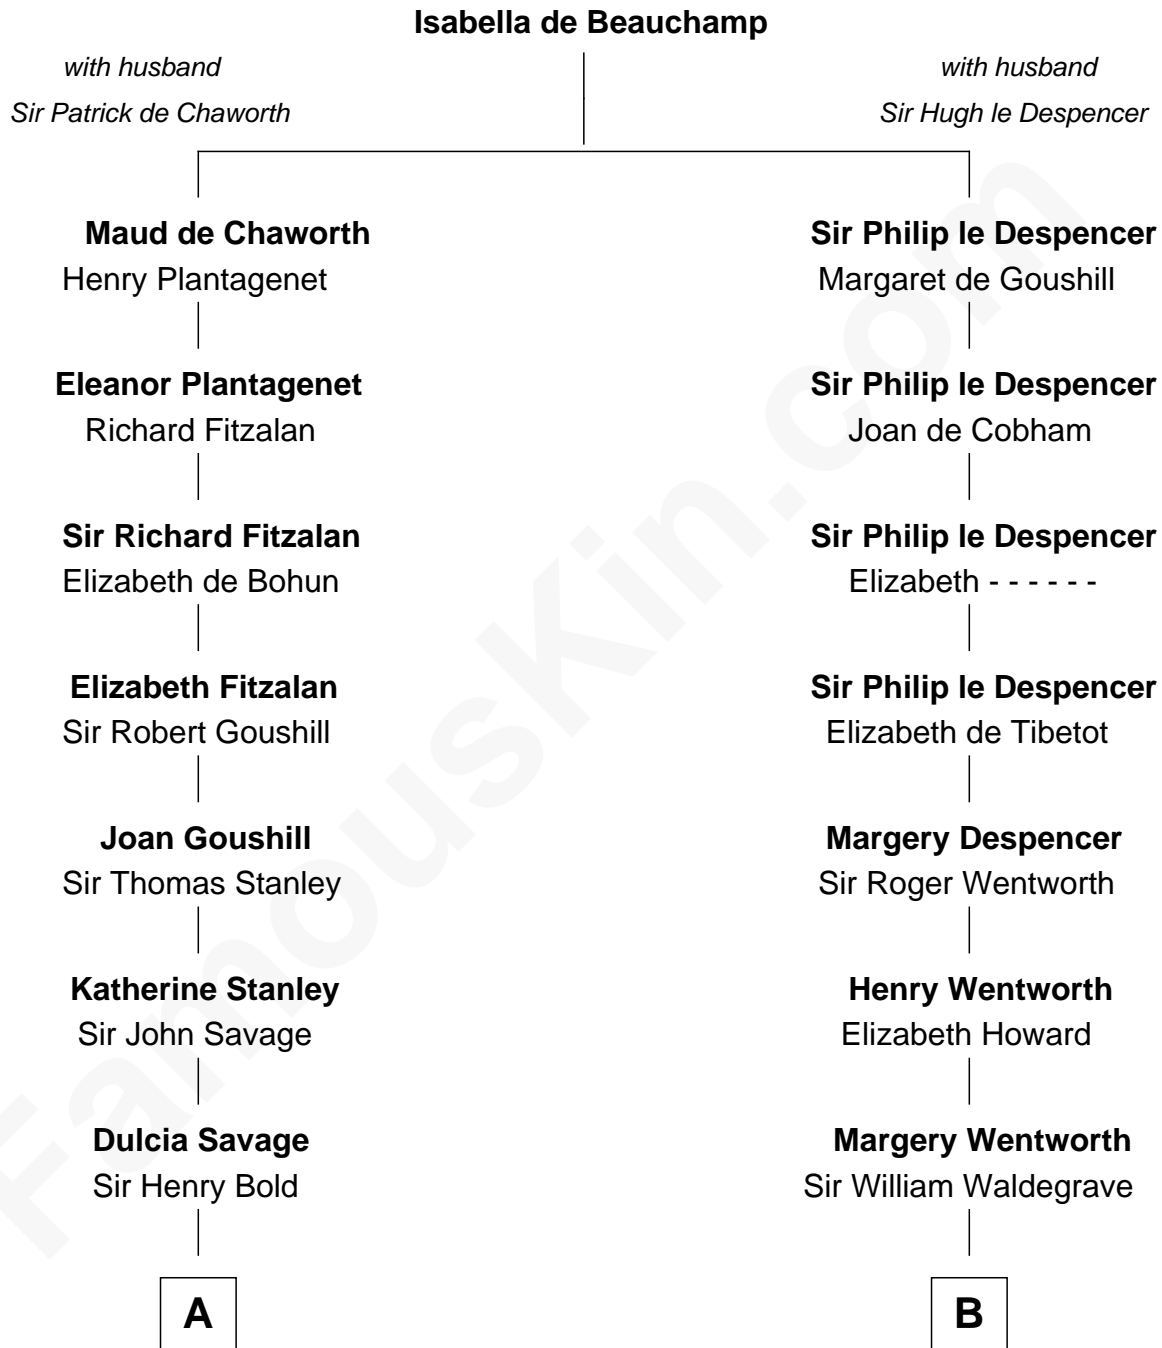 Isabella de Beauchamp
with husband
Sir Patrick de Chaworth
with husband
Sir Hugh le Despencer
Maud de Chaworth
Henry Plantagenet
Sir Philip le Despencer
Margaret de Goushill
Eleanor Plantagenet
Richard Fitzalan
Sir Philip le Despencer
Joan de Cobham
Sir Richard Fitzalan
Elizabeth de Bohun
Sir Philip le Despencer
Elizabeth - - - - - -
Elizabeth Fitzalan
Sir Robert Goushill
Sir Philip le Despencer
Elizabeth de Tibetot
Joan Goushill
Sir Thomas Stanley
Margery Despencer
Sir Roger Wentworth
Katherine Stanley
Sir John Savage
Henry Wentworth
Elizabeth Howard
Dulcia Savage
Sir Henry Bold
Margery Wentworth
Sir William Waldegrave
A
B
FamousKin.com